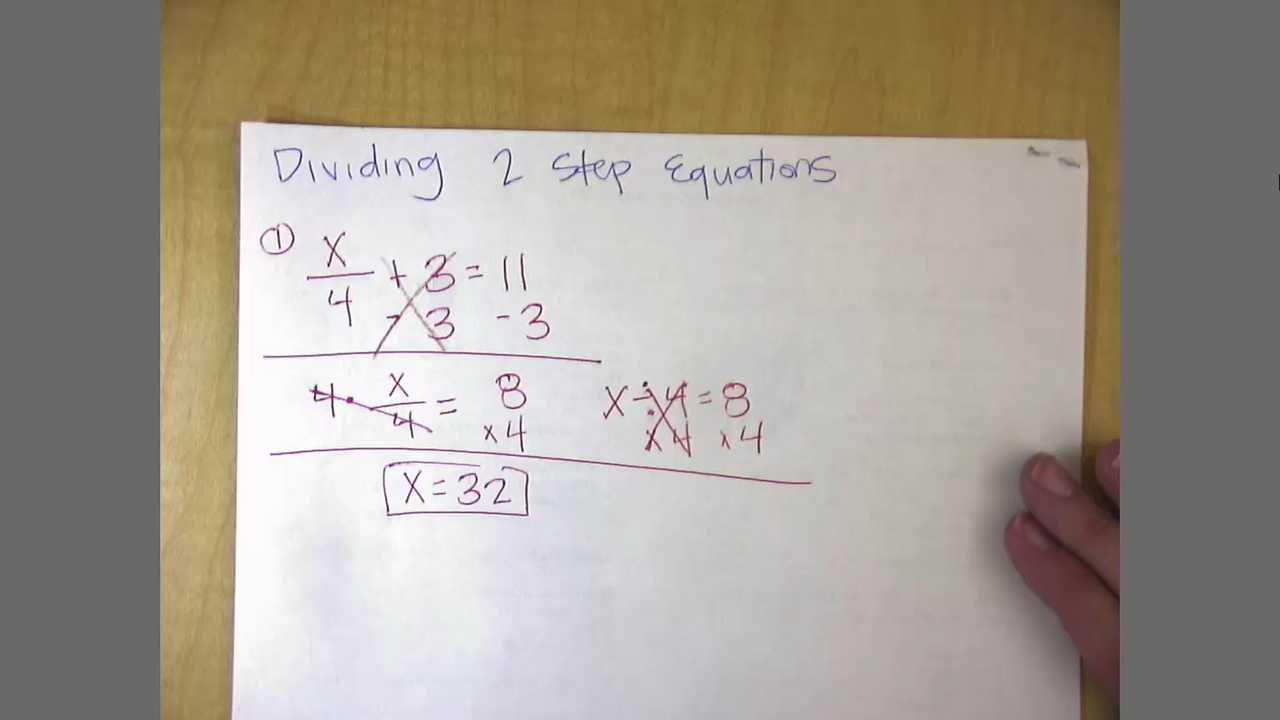 Dividing 2 Step Equations
① x/4 + 3 = 11
- 3 - 3
4 · x/4 = 8 x ÷ 4 = 8
x 4 x 4 x 4
x = 32